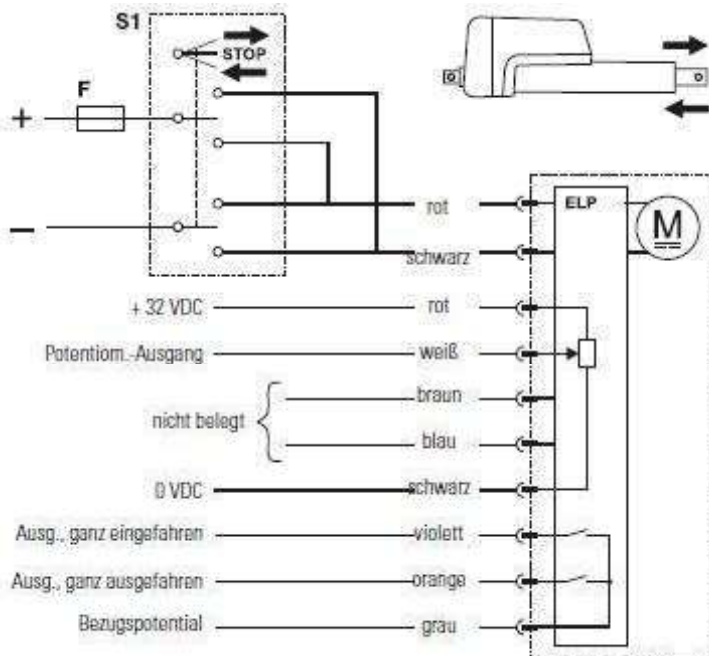 S1
STOP
F
+
−
rot
ELP
M
schwarz
+ 32 VDC
rot
Potentiom.-Ausgang
weiß
braun
nicht belegt
blau
0 VDC
schwarz
Ausg., ganz eingefahren
violett
Ausg., ganz ausgefahren
orange
Bezugspotential
grau